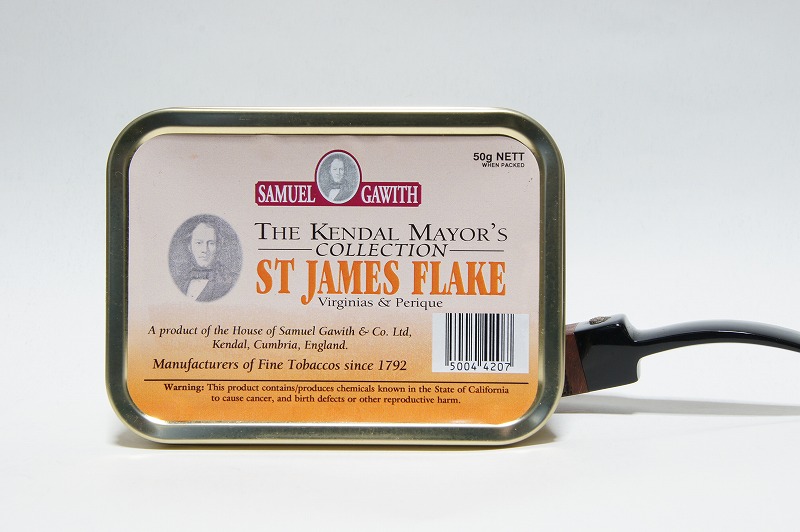 50g NETT
WHEN PACKED
SAMUEL GAWITH
THE KENDAL MAYOR'S
COLLECTION
ST JAMES FLAKE
Virginias & Perique
A product of the House of Samuel Gawith & Co. Ltd,
Kendal, Cumbria, England.
Manufacturers of Fine Tobaccos since 1792
5004 4207
Warning: This product contains/produces chemicals known in the State of California
to cause cancer, and birth defects or other reproductive harm.